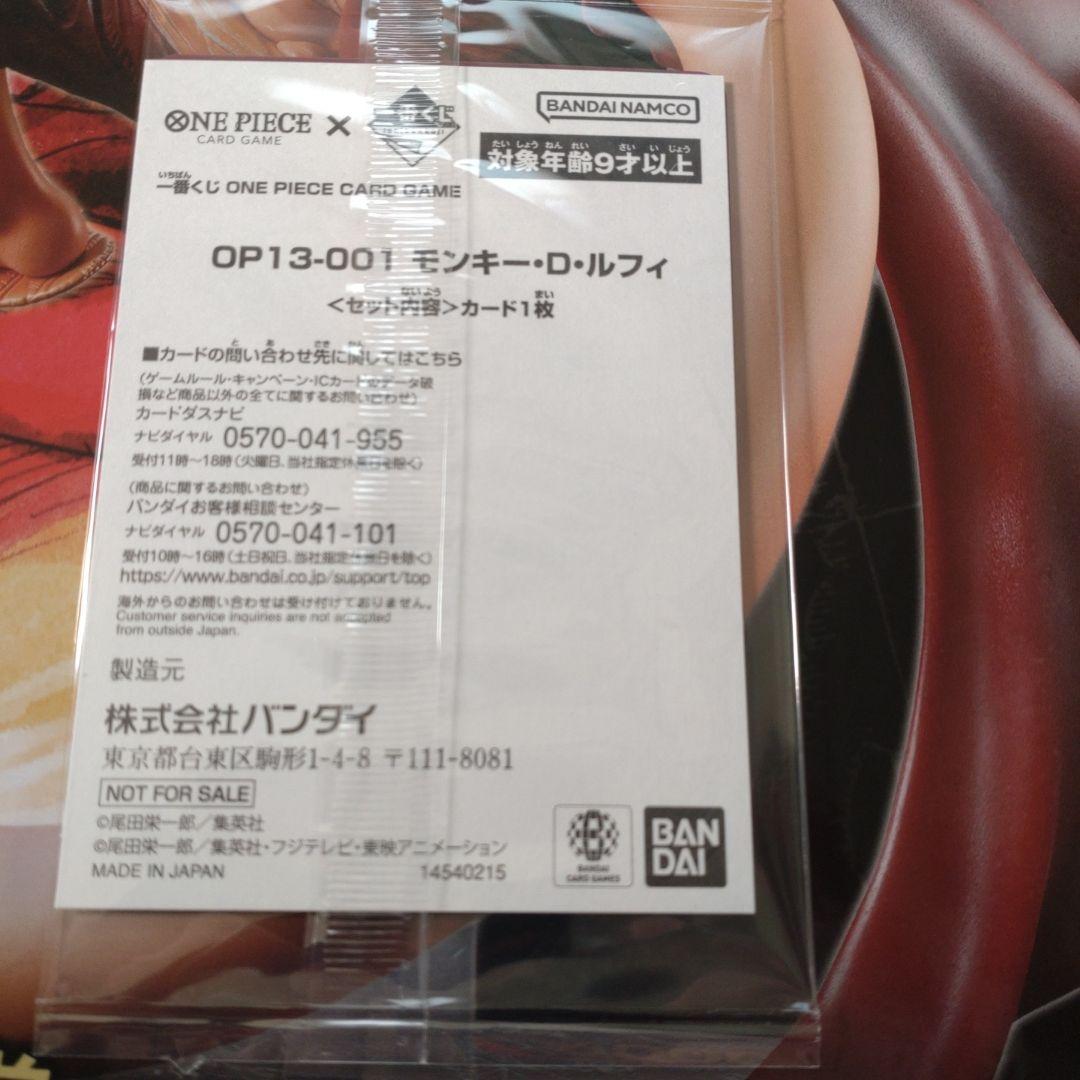 ONE PIECE
CARD GAME
×
一番くじ
BANDAI NAMCO
たいしょうねんれい さいいじょう
対象年齢9才以上
いちばん
一番くじ ONE PIECE CARD GAME
OP13-001 モンキー・D・ルフィ
ないよう まい
<セット内容>カード1枚
と あ さき かん
■カードの問い合わせ先に関してはこちら
(ゲームルール・キャンペーン・ICカードのデータ破
損など商品以外の全てに関するお問い合わせ)
カードダスナビ
ナビダイヤル 0570-041-955
受付11時~18時(火曜日、当社指定休業日を除く)
(商品に関するお問い合わせ)
バンダイお客様相談センター
ナビダイヤル 0570-041-101
受付10時~16時(土日祝日、当社指定休業日を除く)
https://www.bandai.co.jp/support/top
海外からのお問い合わせは受け付けておりません。
Customer service inquiries are not accepted
from outside Japan.
製造元
株式会社バンダイ
東京都台東区駒形1-4-8 〒111-8081
NOT FOR SALE
©尾田栄一郎/集英社
©尾田栄一郎/集英社・フジテレビ・東映アニメーション
MADE IN JAPAN 14540215
BANDAI
CARD GAMES
BAN
DAI